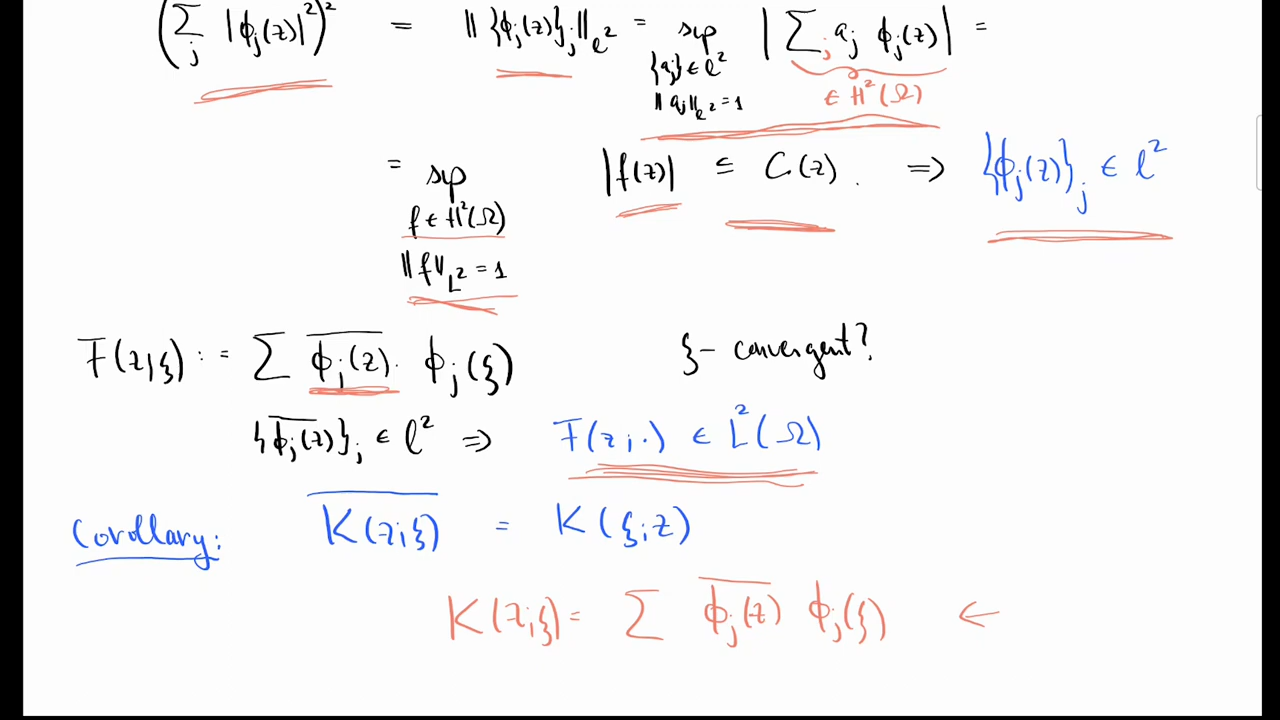 (∑_j |ϕ_j(z)|²)² = ‖{ϕ_j(z)}_j‖_{ℓ²} = sup_{{a_j}∈ℓ², ‖a_j‖_{ℓ²}=1} |∑_j a_j ϕ_j(z)| =
∈ H²(Ω)
= sup_{f∈H²(Ω), ‖f‖_{L²}=1} |f(z)| ≤ C(z). ⇒ {ϕ_j(z)}_j ∈ ℓ²
F(z,ξ) := ∑ \overline{ϕ_j(z)}. ϕ_j(ξ) ξ– convergent?
{\overline{ϕ_j(z)}}_j ∈ ℓ² ⇒ F(z,·) ∈ L²(Ω)
Corollary: \overline{K(z,ξ)} = K(ξ,z)
K(z,ξ) = ∑ \overline{ϕ_j(z)} ϕ_j(ξ) ←